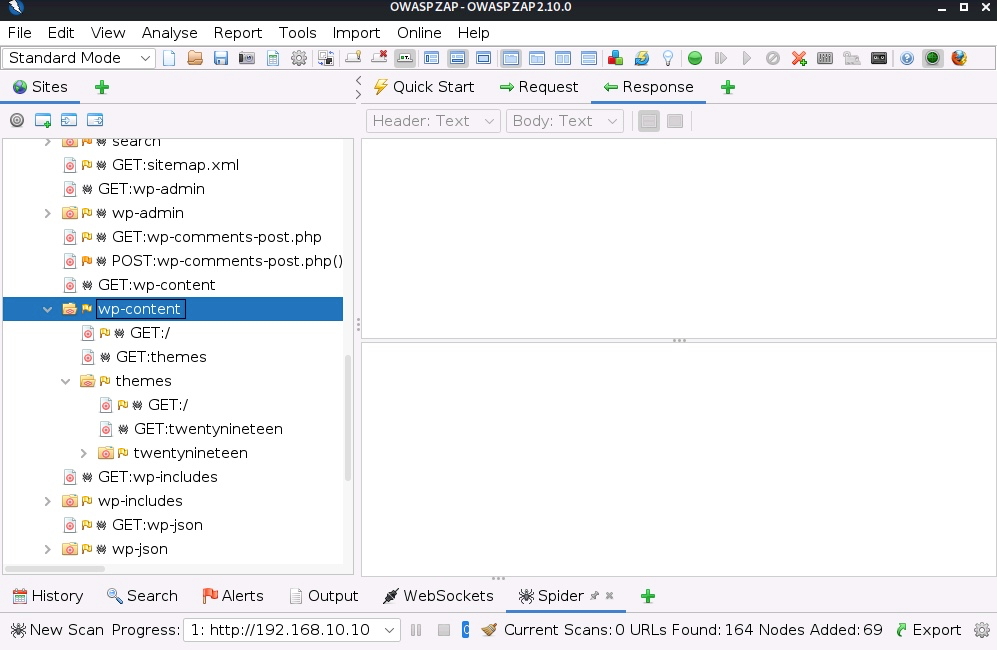 OWASP ZAP - OWASP ZAP 2.10.0
File Edit View Analyse Report Tools Import Online Help
Standard Mode
Sites Quick Start Request Response
Header: Text Body: Text
search
GET:sitemap.xml
GET:wp-admin
wp-admin
GET:wp-comments-post.php
POST:wp-comments-post.php()
GET:wp-content
wp-content
GET:/
GET:themes
themes
GET:/
GET:twentynineteen
twentynineteen
GET:wp-includes
wp-includes
GET:wp-json
wp-json
History Search Alerts Output WebSockets Spider
New Scan Progress: 1: http://192.168.10.10 0 Current Scans: 0 URLs Found: 164 Nodes Added: 69 Export